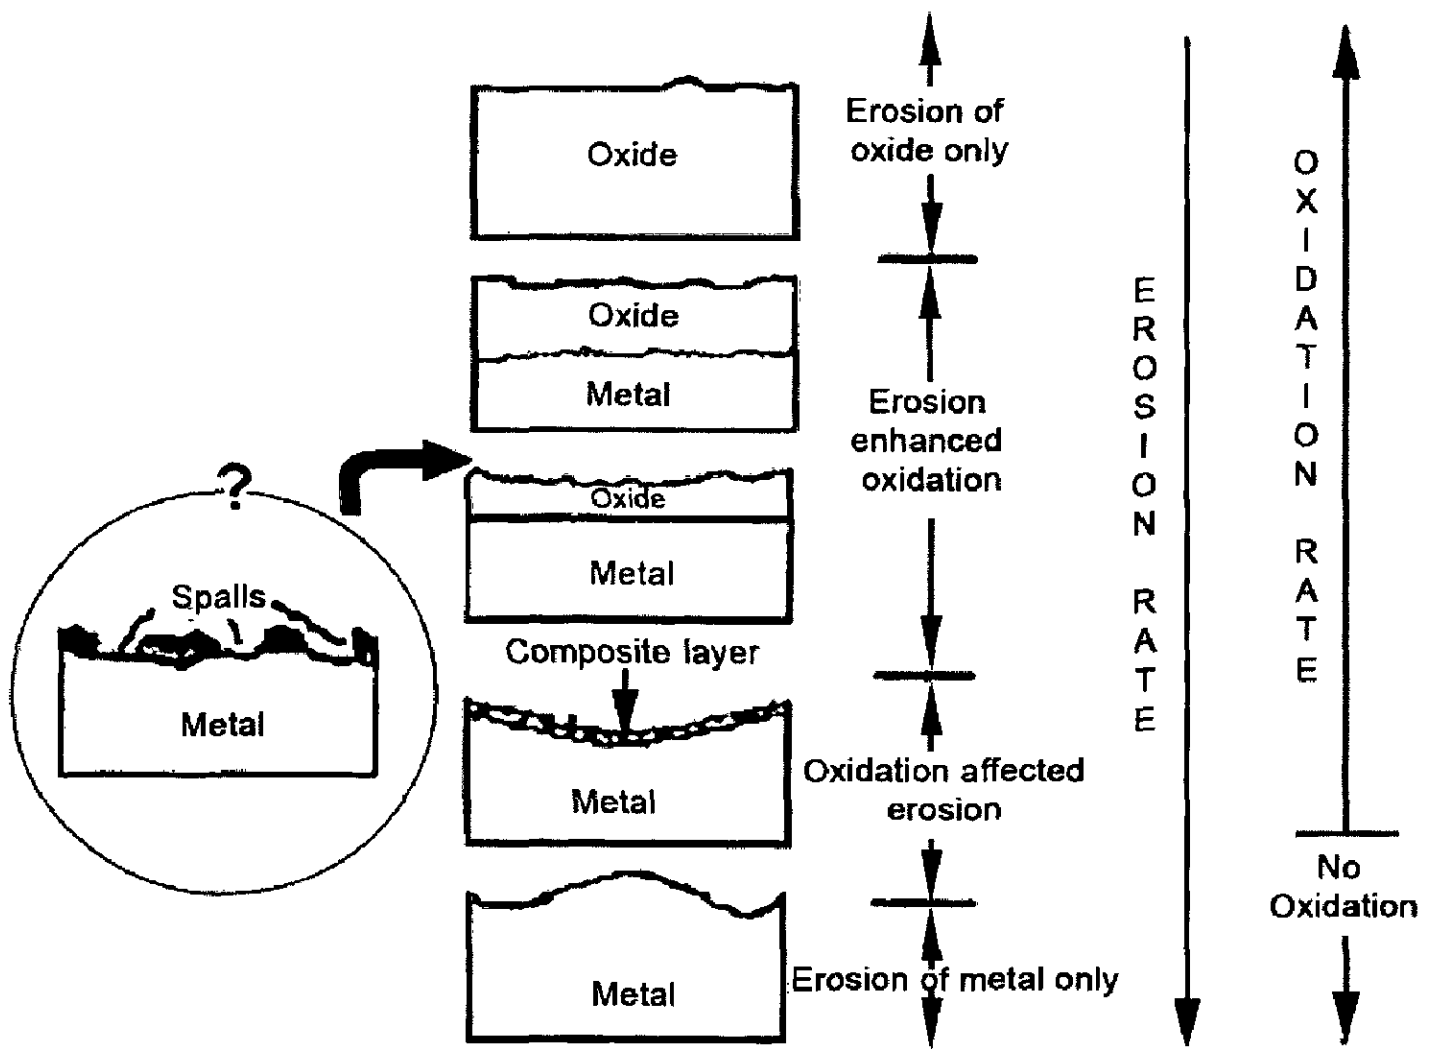 Oxide
Erosion of
oxide only
Oxide
Metal
Erosion
enhanced
oxidation
Oxide
Metal
?
Spalls
Metal
Composite layer
Metal
Oxidation affected
erosion
Metal
Erosion of metal only
EROSION RATE
OXIDATION RATE
No
Oxidation